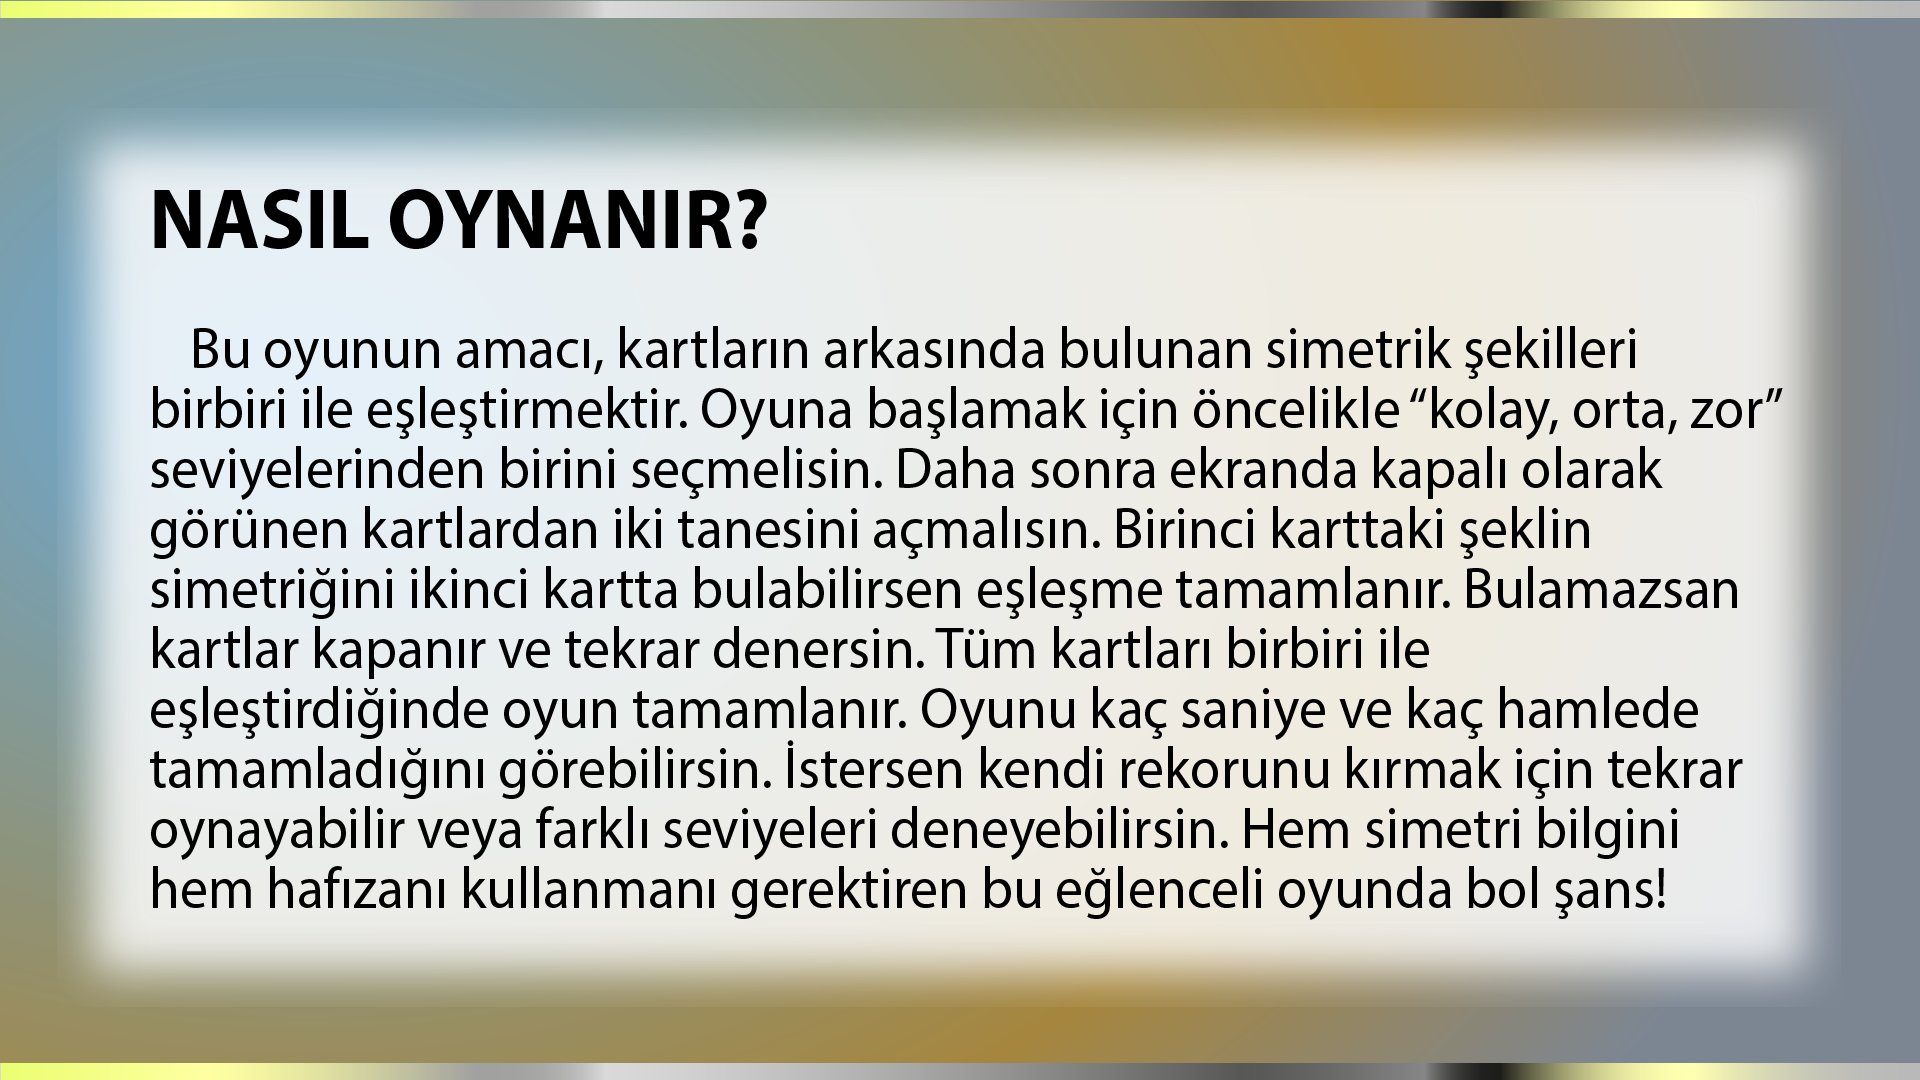 NASIL OYNANIR?
Bu oyunun amacı, kartların arkasında bulunan simetrik şekilleri
birbiri ile eşleştirmektir. Oyuna başlamak için öncelikle “kolay, orta, zor”
seviyelerinden birini seçmelisin. Daha sonra ekranda kapalı olarak
görünen kartlardan iki tanesini açmalısın. Birinci karttaki şeklin
simetriğini ikinci kartta bulabilirsen eşleşme tamamlanır. Bulamazsan
kartlar kapanır ve tekrar denersin. Tüm kartları birbiri ile
eşleştirdiğinde oyun tamamlanır. Oyunu kaç saniye ve kaç hamlede
tamamladığını görebilirsin. İstersen kendi rekorunu kırmak için tekrar
oynayabilir veya farklı seviyeleri deneyebilirsin. Hem simetri bilgini
hem hafızanı kullanmanı gerektiren bu eğlenceli oyunda bol şans!